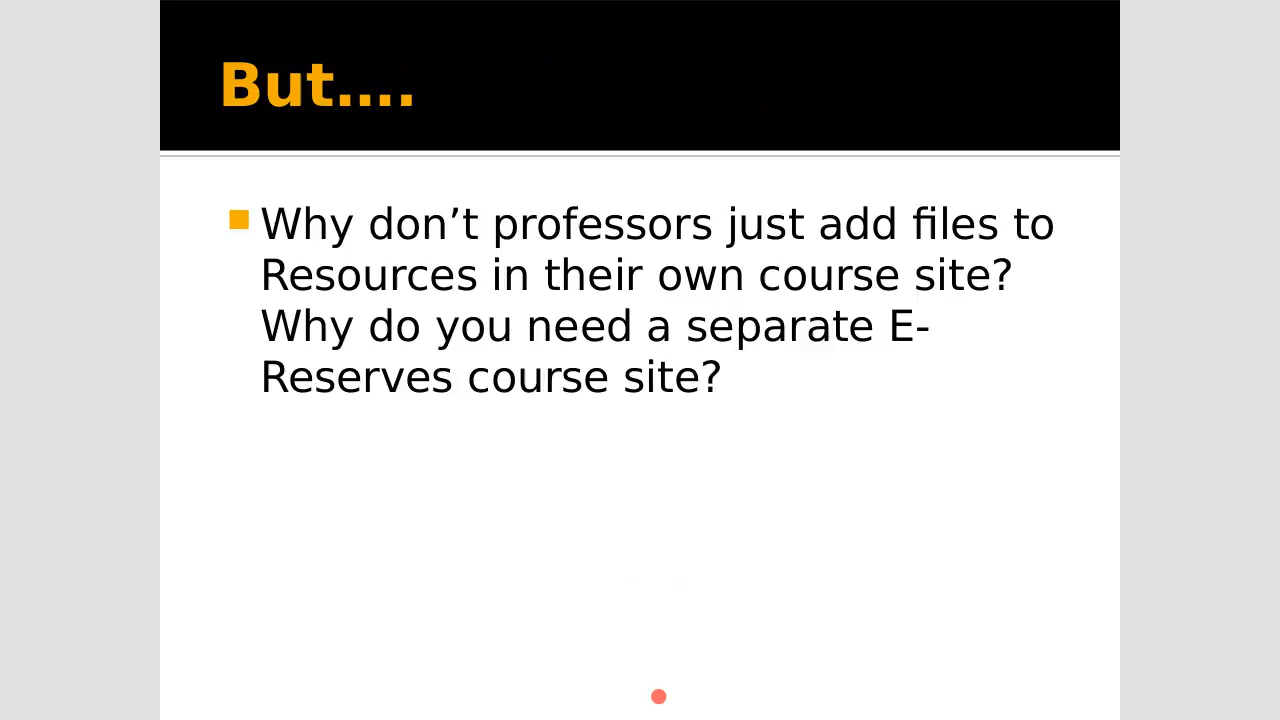 But....
Why don’t professors just add files to
Resources in their own course site?
Why do you need a separate E-
Reserves course site?